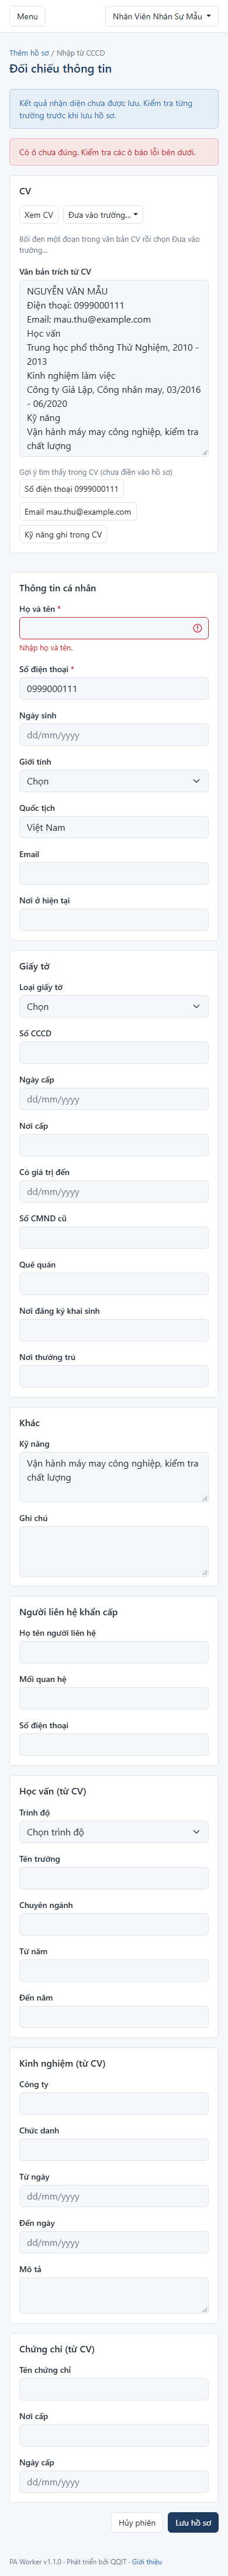 Menu
Nhân Viên Nhân Sự Mẫu
Thêm hồ sơ / Nhập từ CCCD
Đối chiếu thông tin
Kết quả nhận diện chưa được lưu. Kiểm tra từng
trường trước khi lưu hồ sơ.
Có ô chưa đúng. Kiểm tra các ô báo lỗi bên dưới.
CV
Xem CV
Đưa vào trường...
Bôi đen một đoạn trong văn bản CV rồi chọn Đưa vào
trường...
Văn bản trích từ CV
NGUYỄN VĂN MẪU
Điện thoại: 0999000111
Email: mau.thu@example.com
Học vấn
Trung học phổ thông Thử Nghiệm, 2010 -
2013
Kinh nghiệm làm việc
Công ty Giả Lập, Công nhân may, 03/2016
- 06/2020
Kỹ năng
Vận hành máy may công nghiệp, kiểm tra
chất lượng
Gợi ý tìm thấy trong CV (chưa điền vào hồ sơ)
Số điện thoại 0999000111
Email mau.thu@example.com
Kỹ năng ghi trong CV
Thông tin cá nhân
Họ và tên *
Nhập họ và tên.
Số điện thoại *
0999000111
Ngày sinh
dd/mm/yyyy
Giới tính
Chọn
Quốc tịch
Việt Nam
Email
Nơi ở hiện tại
Giấy tờ
Loại giấy tờ
Chọn
Số CCCD
Ngày cấp
dd/mm/yyyy
Nơi cấp
Có giá trị đến
dd/mm/yyyy
Số CMND cũ
Quê quán
Nơi đăng ký khai sinh
Nơi thường trú
Khác
Kỹ năng
Vận hành máy may công nghiệp, kiểm tra
chất lượng
Ghi chú
Người liên hệ khẩn cấp
Họ tên người liên hệ
Mối quan hệ
Số điện thoại
Học vấn (từ CV)
Trình độ
Chọn trình độ
Tên trường
Chuyên ngành
Từ năm
Đến năm
Kinh nghiệm (từ CV)
Công ty
Chức danh
Từ ngày
dd/mm/yyyy
Đến ngày
dd/mm/yyyy
Mô tả
Chứng chỉ (từ CV)
Tên chứng chỉ
Nơi cấp
Ngày cấp
dd/mm/yyyy
Hủy phiên
Lưu hồ sơ
PA Worker v1.1.0 - Phát triển bởi QQIT - Giới thiệu